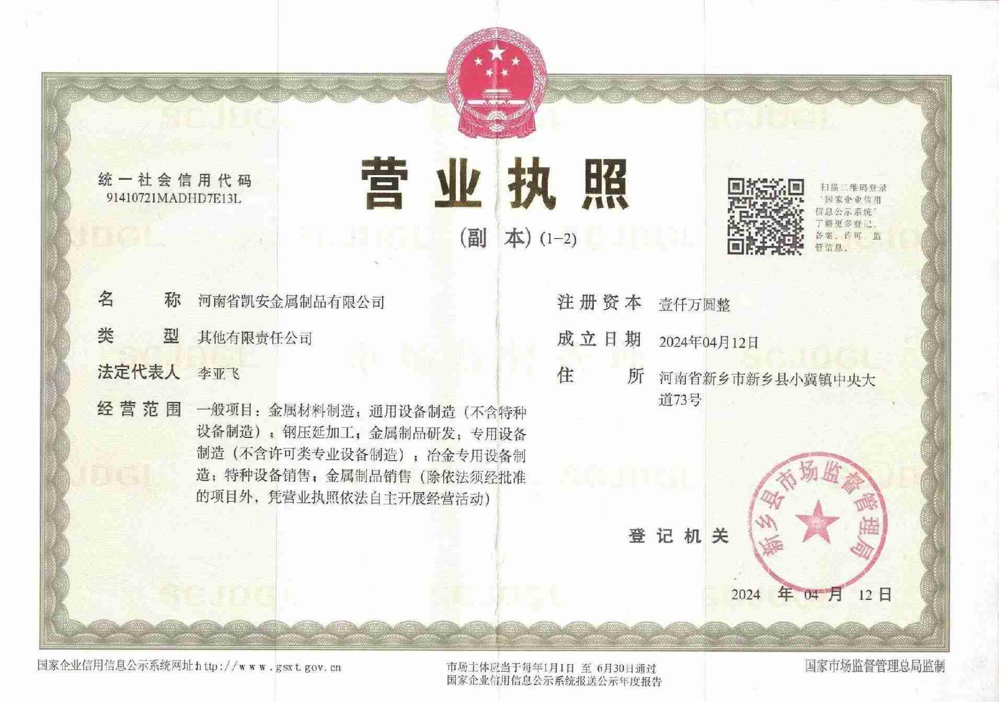 营业执照
(副 本) (1-2)
统一社会信用代码
91410721MADHD7E13L
扫描二维码登录
‘国家企业信用
信息公示系统’
了解更多登记、
备案、许可、监
管信息。
名 称 河南省凯安金属制品有限公司
类 型 其他有限责任公司
法定代表人 李亚飞
经营范围 一般项目：金属材料制造；通用设备制造（不含特种
设备制造）；钢压延加工；金属制品研发；专用设备
制造（不含许可类专业设备制造）；冶金专用设备制
造；特种设备销售；金属制品销售（除依法须经批准
的项目外，凭营业执照依法自主开展经营活动）
注册资本 壹仟万圆整
成立日期 2024年04月12日
住 所 河南省新乡市新乡县小冀镇中央大
道73号
登记机关
新乡县市场监督管理局
2024 年 04 月 12 日
国家企业信用信息公示系统网址:http://www.gsxt.gov.cn
市场主体应当于每年1月1日 至 6月30日通过
国家企业信用信息公示系统报送公示年度报告
国家市场监督管理总局监制